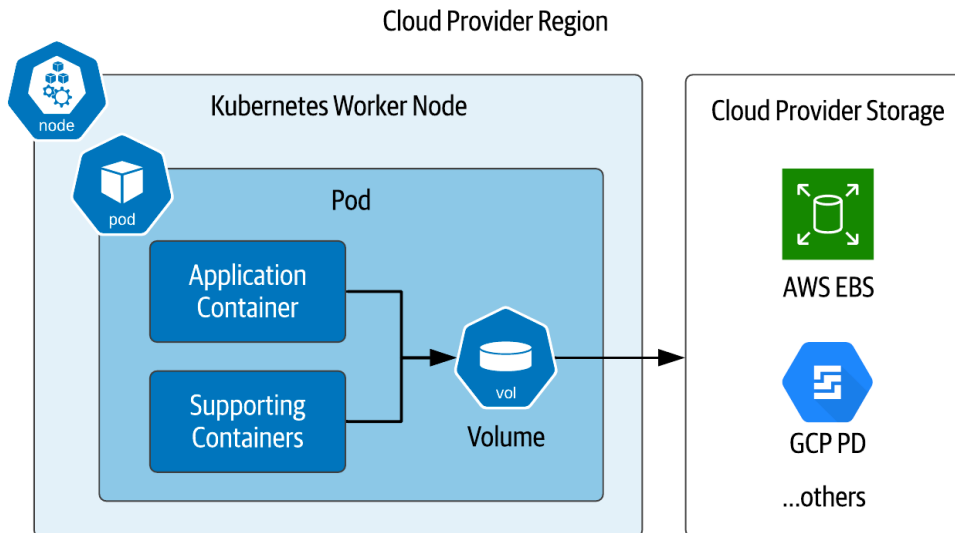 Cloud Provider Region
node
Kubernetes Worker Node
pod
Pod
Application
Container
Supporting
Containers
vol
Volume
Cloud Provider Storage
AWS EBS
GCP PD
...others